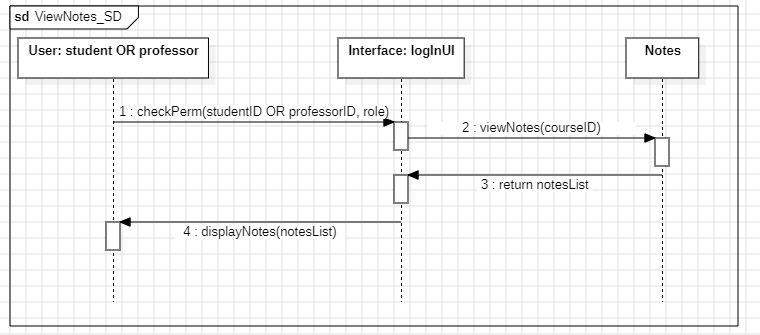 sd ViewNotes_SD
User: student OR professor
Interface: logInUI
Notes
1 : checkPerm(studentID OR professorID, role)
2 : viewNotes(courseID)
3 : return notesList
4 : displayNotes(notesList)